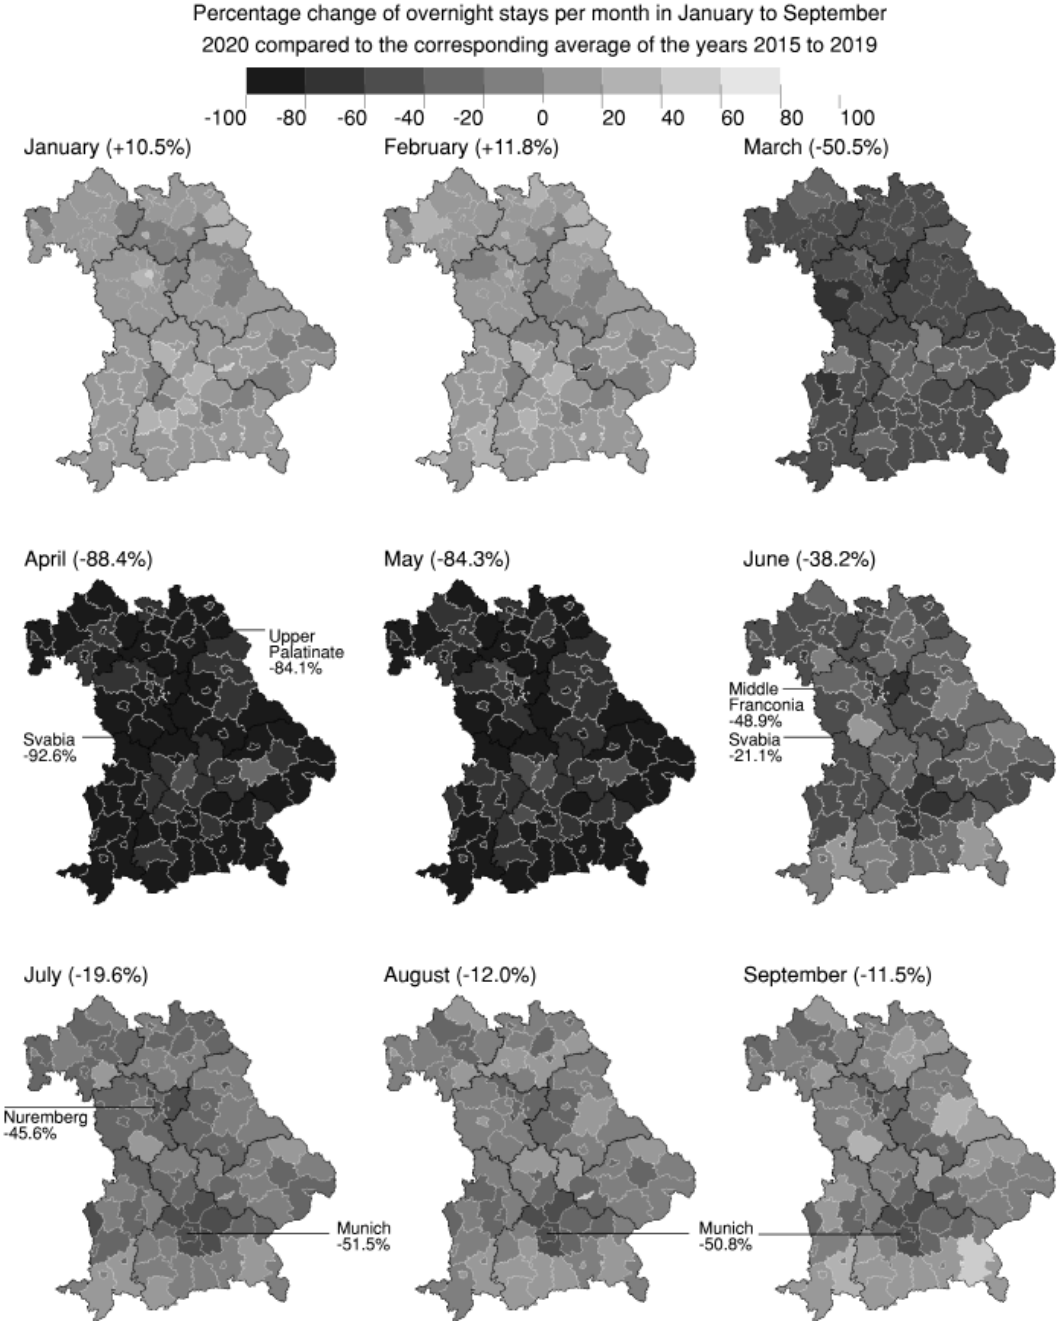 Percentage change of overnight stays per month in January to September
2020 compared to the corresponding average of the years 2015 to 2019
-100 -80 -60 -40 -20 0 20 40 60 80 100
January (+10.5%)
February (+11.8%)
March (-50.5%)
April (-88.4%)
May (-84.3%)
June (-38.2%)
Upper
Palatinate
-84.1%
Svabia
-92.6%
Middle
Franconia
-48.9%
Svabia
-21.1%
July (-19.6%)
August (-12.0%)
September (-11.5%)
Nuremberg
-45.6%
Munich
-51.5%
Munich
-50.8%